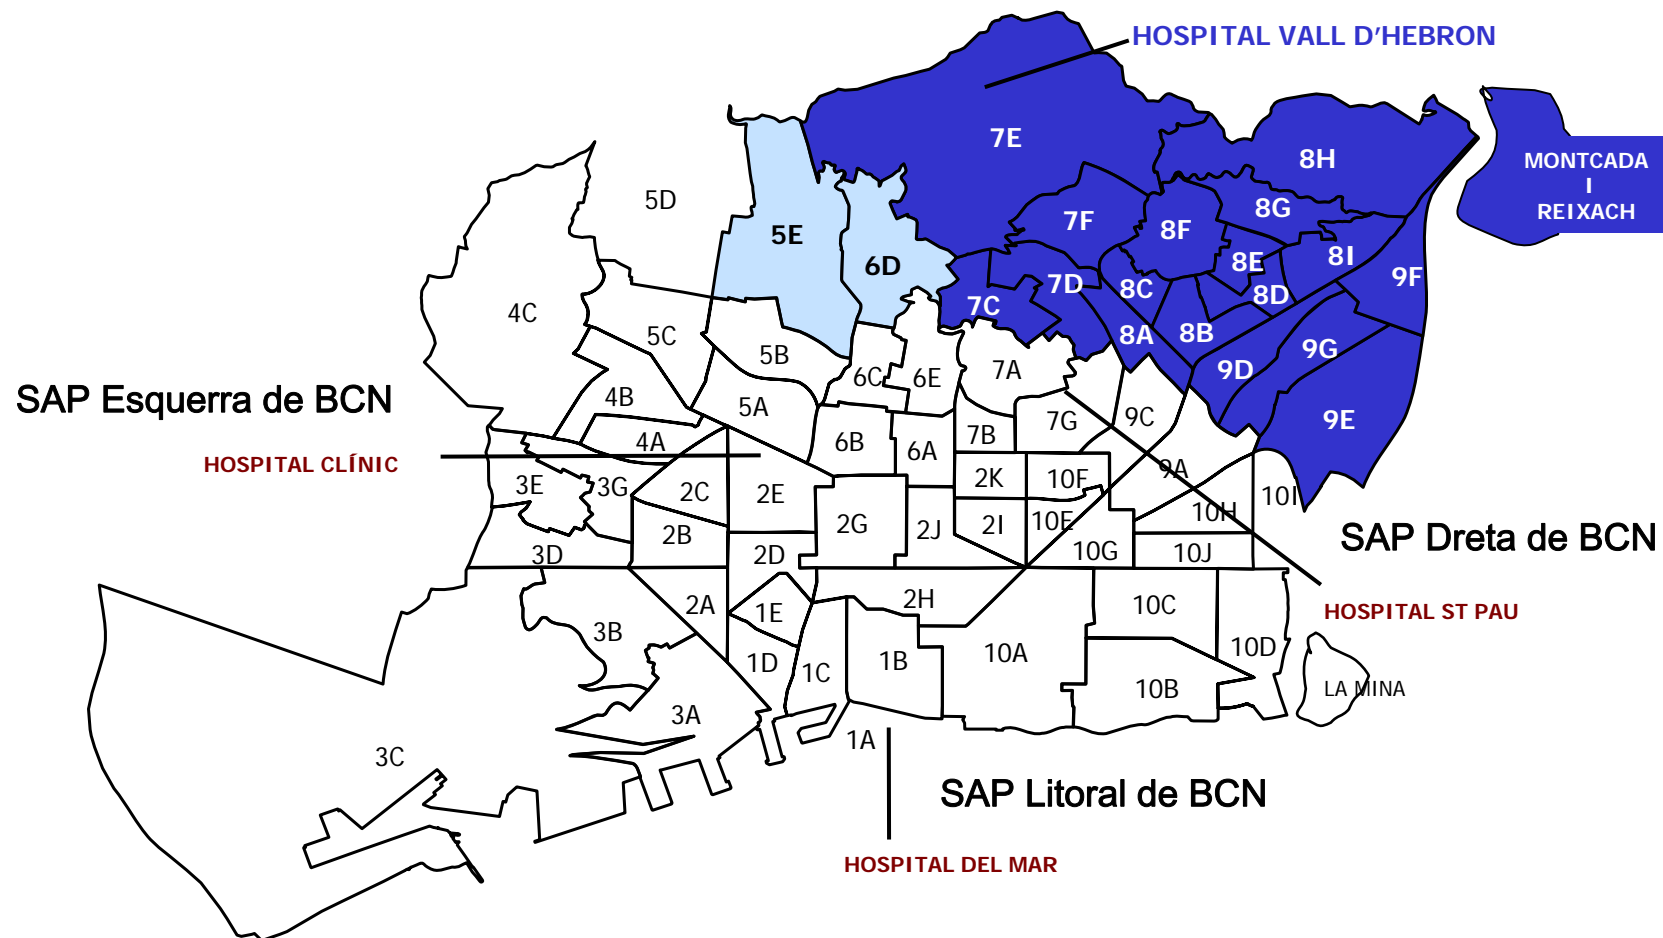 HOSPITAL VALL D'HEBRON
7E
8H
MONTCADA
I
REIXACH
5D
5E
7F
8F
8G
6D
8E
8I
9F
7C
7D
8C
8D
4C
5C
8A
8B
9G
5B
6C
6E
7A
9D
SAP Esquerra de BCN
4B
5A
7G
9C
9E
4A
6B
6A
7B
HOSPITAL CLÍNIC
9A
3E
3G
2C
2E
2K
10F
10I
10H
2B
2G
2J
2I
10E
SAP Dreta de BCN
3D
2D
10G
10J
2A
1E
2H
10C
HOSPITAL ST PAU
3B
1D
1C
1B
10A
10D
10B
LA MINA
3A
3C
1A
SAP Litoral de BCN
HOSPITAL DEL MAR